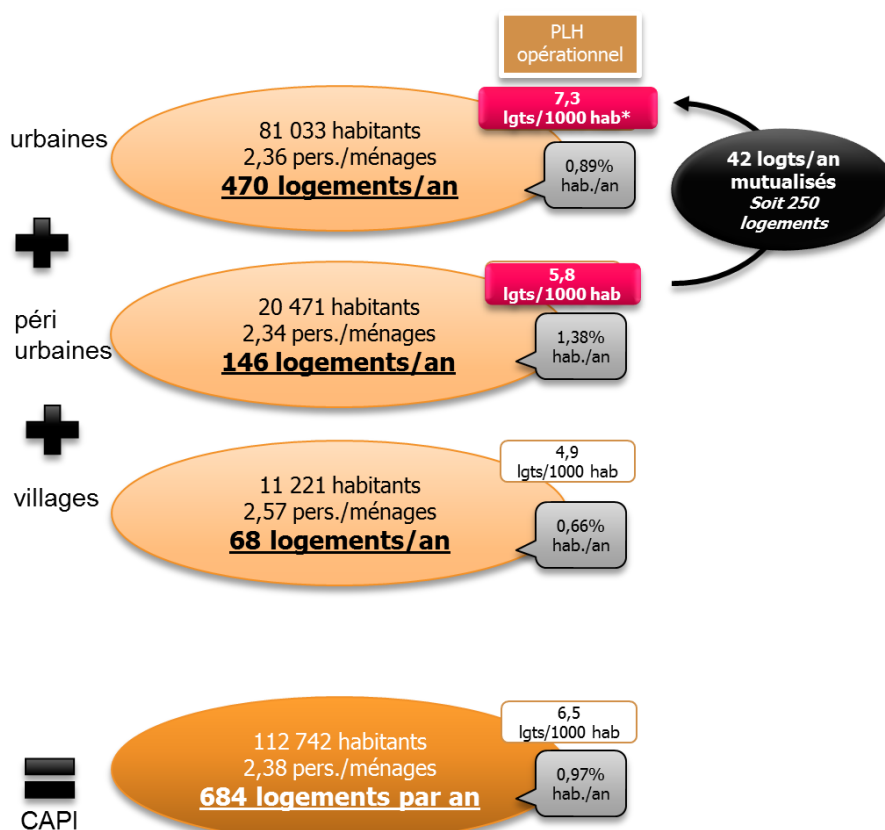 PLH
opérationnel
urbaines
81 033 habitants
2,36 pers./ménages
470 logements/an
7,3
lgts/1000 hab*
0,89%
hab./an
42 logts/an
mutualisés
Soit 250
logements
péri
urbaines
20 471 habitants
2,34 pers./ménages
146 logements/an
5,8
lgts/1000 hab
1,38%
hab./an
villages
11 221 habitants
2,57 pers./ménages
68 logements/an
4,9
lgts/1000 hab
0,66%
hab./an
CAPI
112 742 habitants
2,38 pers./ménages
684 logements par an
6,5
lgts/1000 hab
0,97%
hab./an